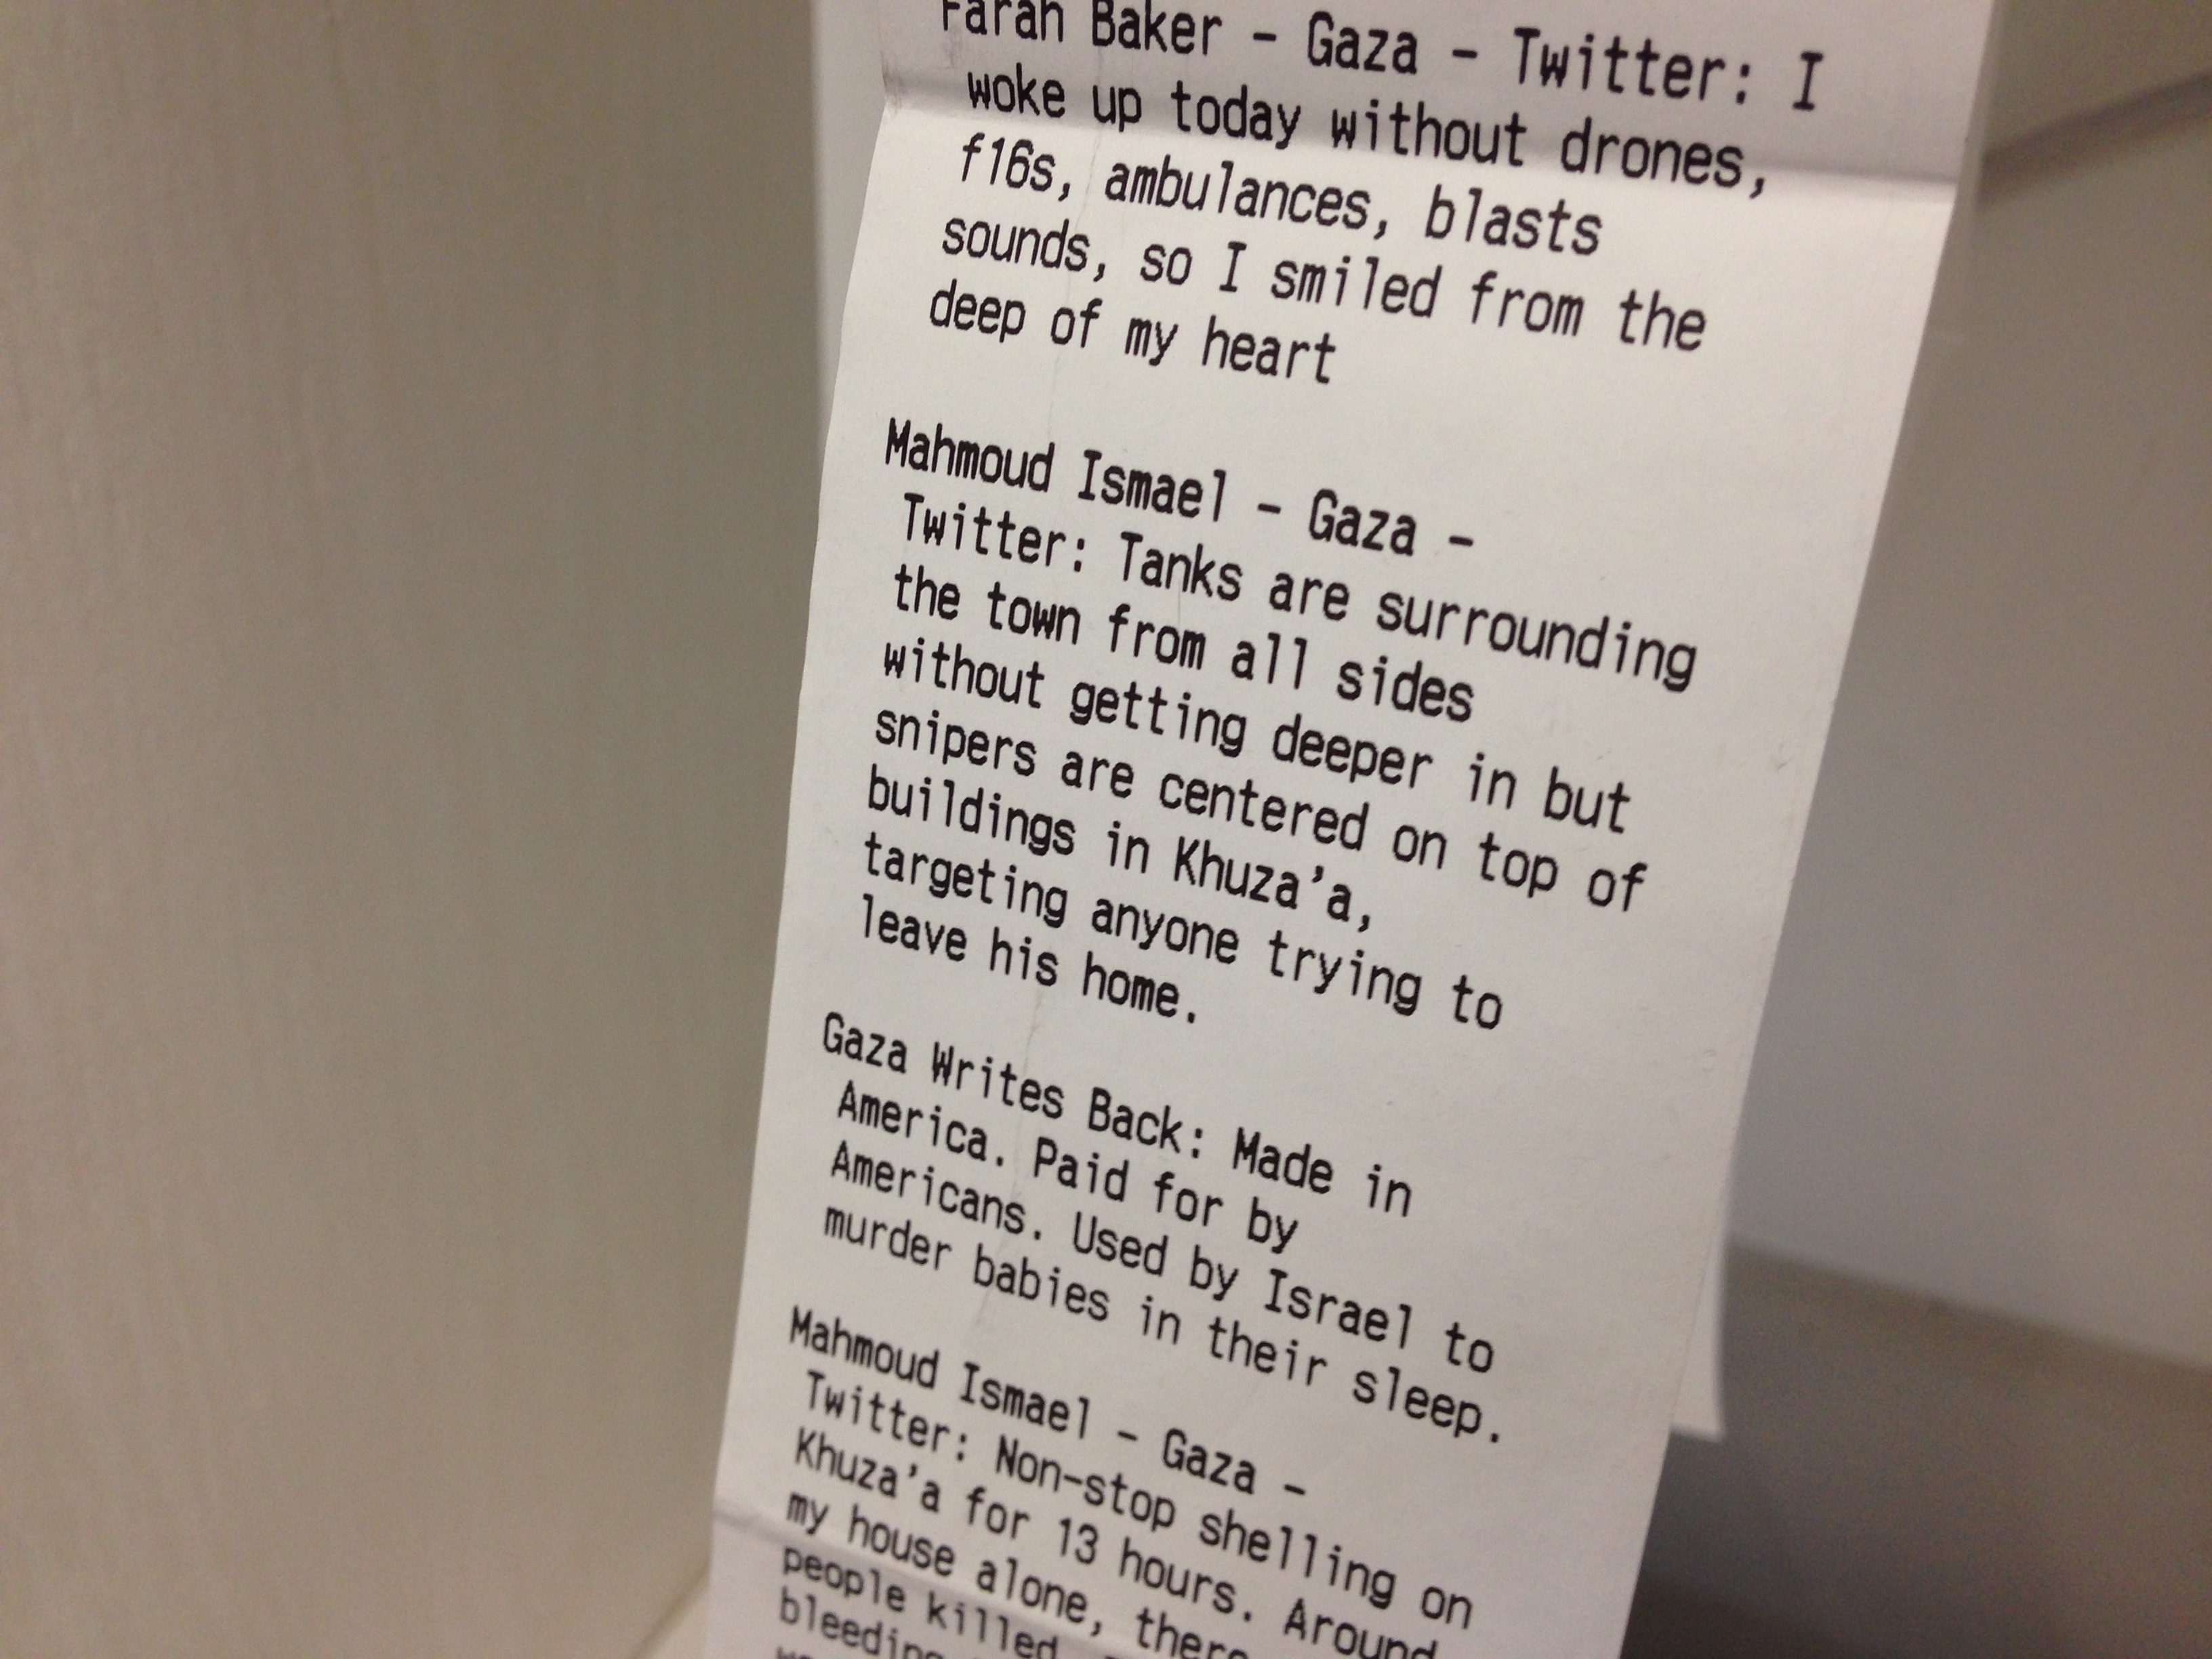 Farah Baker - Gaza - Twitter: I
woke up today without drones,
f16s, ambulances, blasts
sounds, so I smiled from the
deep of my heart
Mahmoud Ismael - Gaza -
Twitter: Tanks are surrounding
the town from all sides
without getting deeper in but
snipers are centered on top of
buildings in Khuza'a,
targeting anyone trying to
leave his home.
Gaza Writes Back: Made in
America. Paid for by
Americans. Used by Israel to
murder babies in their sleep.
Mahmoud Ismael - Gaza -
Twitter: Non-stop shelling on
Khuza'a for 13 hours. Around
my house alone, there
people killed
bleeding